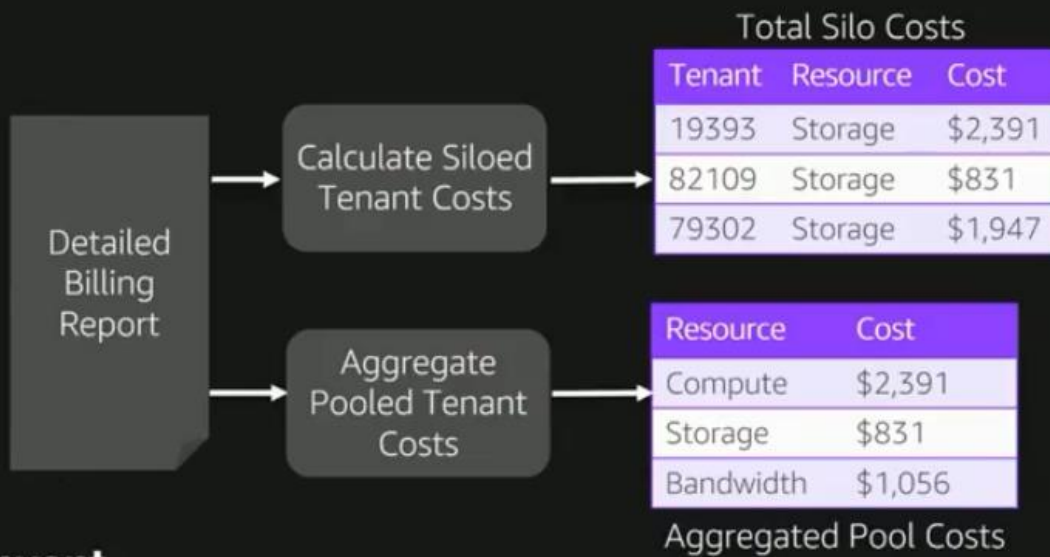 Detailed
Billing
Report
Calculate Siloed
Tenant Costs
Total Silo Costs
Tenant Resource Cost
19393 Storage $2,391
82109 Storage $831
79302 Storage $1,947
Aggregate
Pooled Tenant
Costs
Resource Cost
Compute $2,391
Storage $831
Bandwidth $1,056
Aggregated Pool Costs